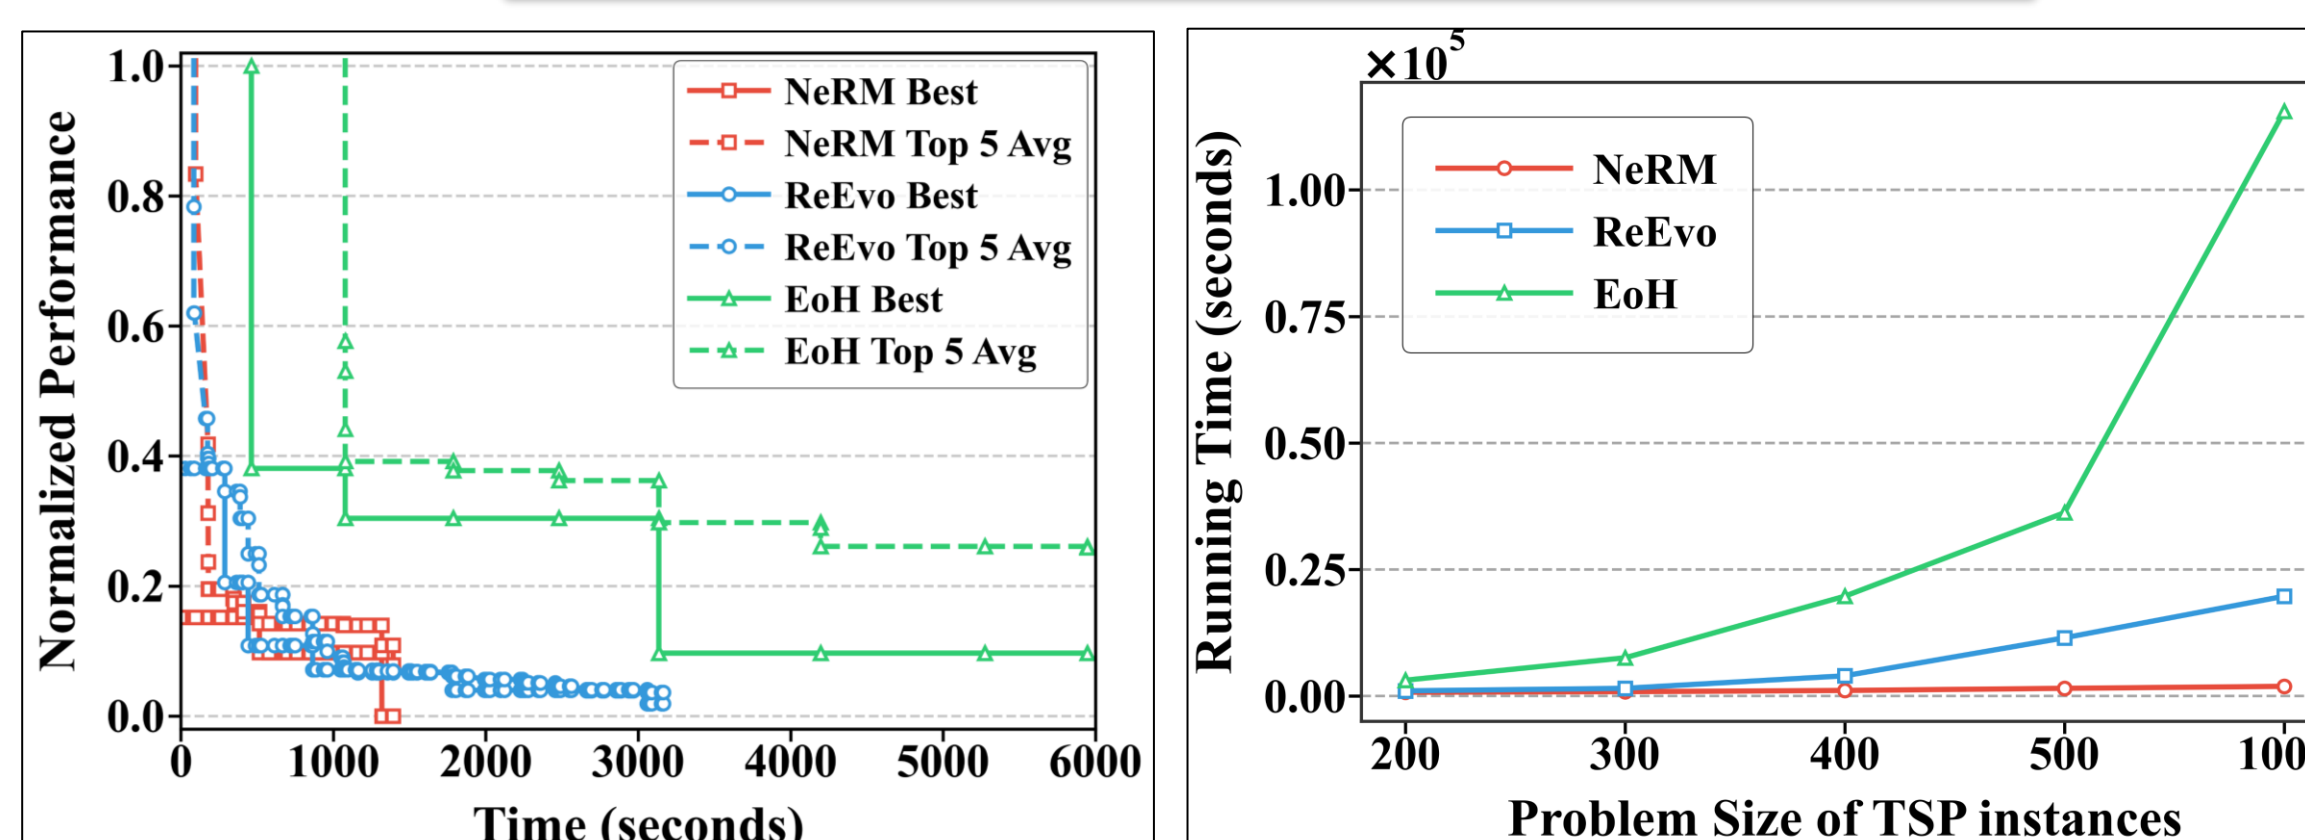 Normalized Performance
1.0
0.8
0.6
0.4
0.2
0.0
NeRM Best
NeRM Top 5 Avg
ReEvo Best
ReEvo Top 5 Avg
EoH Best
EoH Top 5 Avg
0 1000 2000 3000 4000 5000 6000
Time (seconds)
×10⁵
Running Time (seconds)
1.00
0.75
0.50
0.25
0.00
NeRM
ReEvo
EoH
200 300 400 500 100
Problem Size of TSP instances